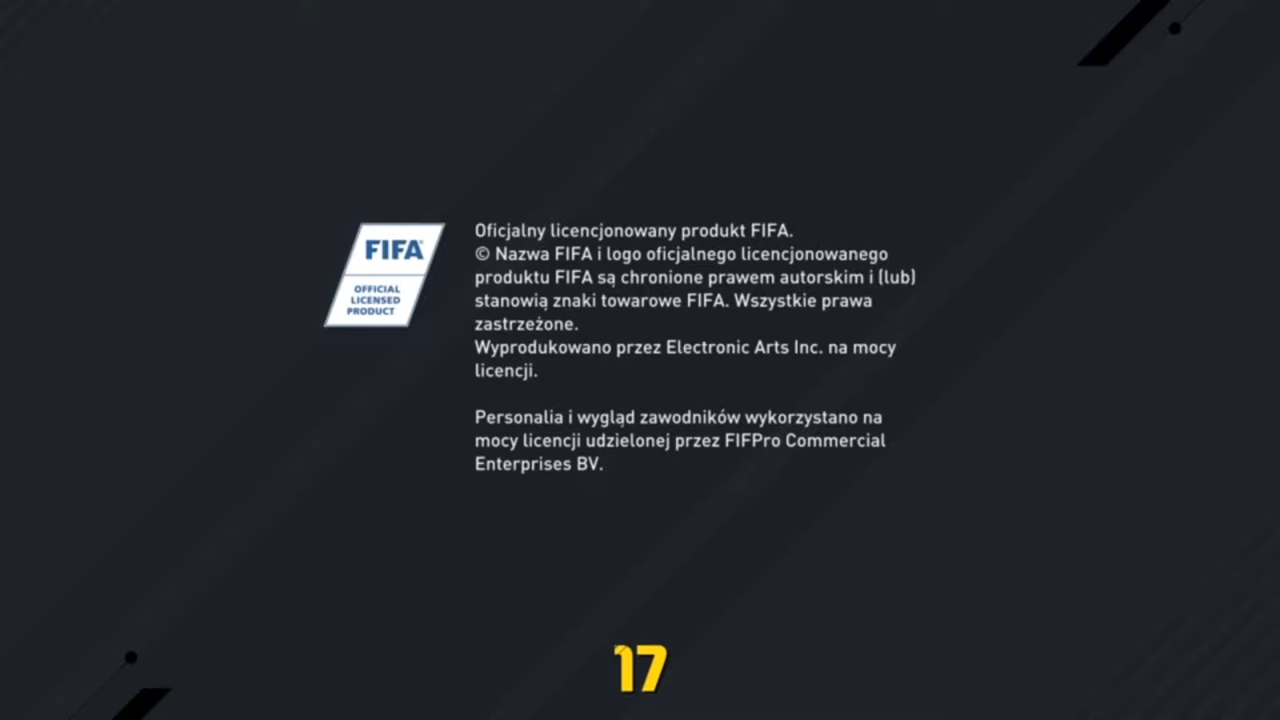 FIFA
OFFICIAL
LICENSED
PRODUCT
Oficjalny licencjonowany produkt FIFA.
© Nazwa FIFA i logo oficjalnego licencjonowanego
produktu FIFA są chronione prawem autorskim i (lub)
stanowią znaki towarowe FIFA. Wszystkie prawa
zastrzeżone.
Wyprodukowano przez Electronic Arts Inc. na mocy
licencji.
Personalia i wygląd zawodników wykorzystano na
mocy licencji udzielonej przez FIFPro Commercial
Enterprises BV.
17